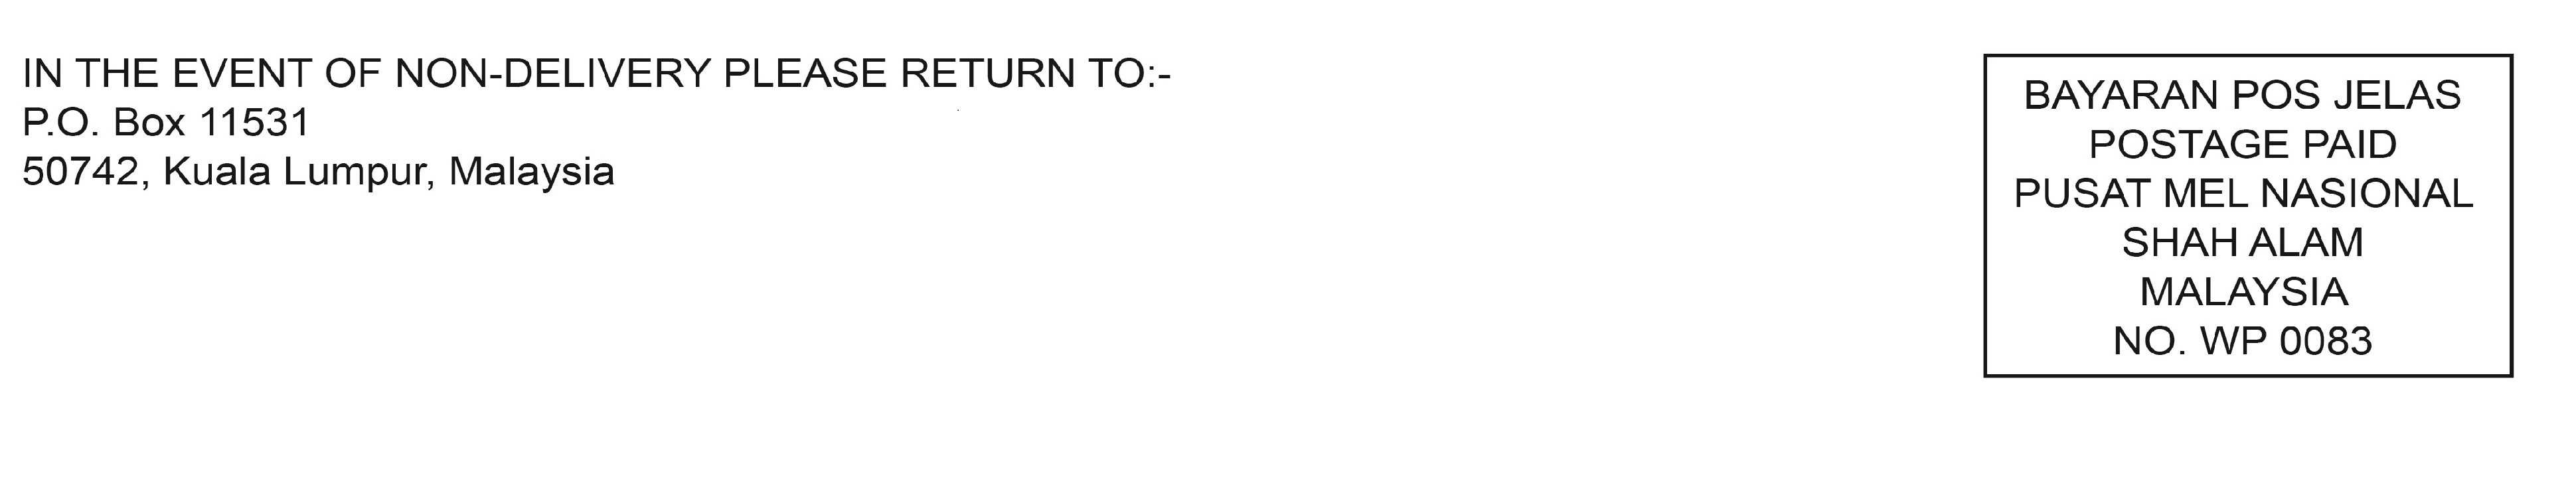 IN THE EVENT OF NON-DELIVERY PLEASE RETURN TO:-
P.O. Box 11531
50742, Kuala Lumpur, Malaysia
BAYARAN POS JELAS
POSTAGE PAID
PUSAT MEL NASIONAL
SHAH ALAM
MALAYSIA
NO. WP 0083